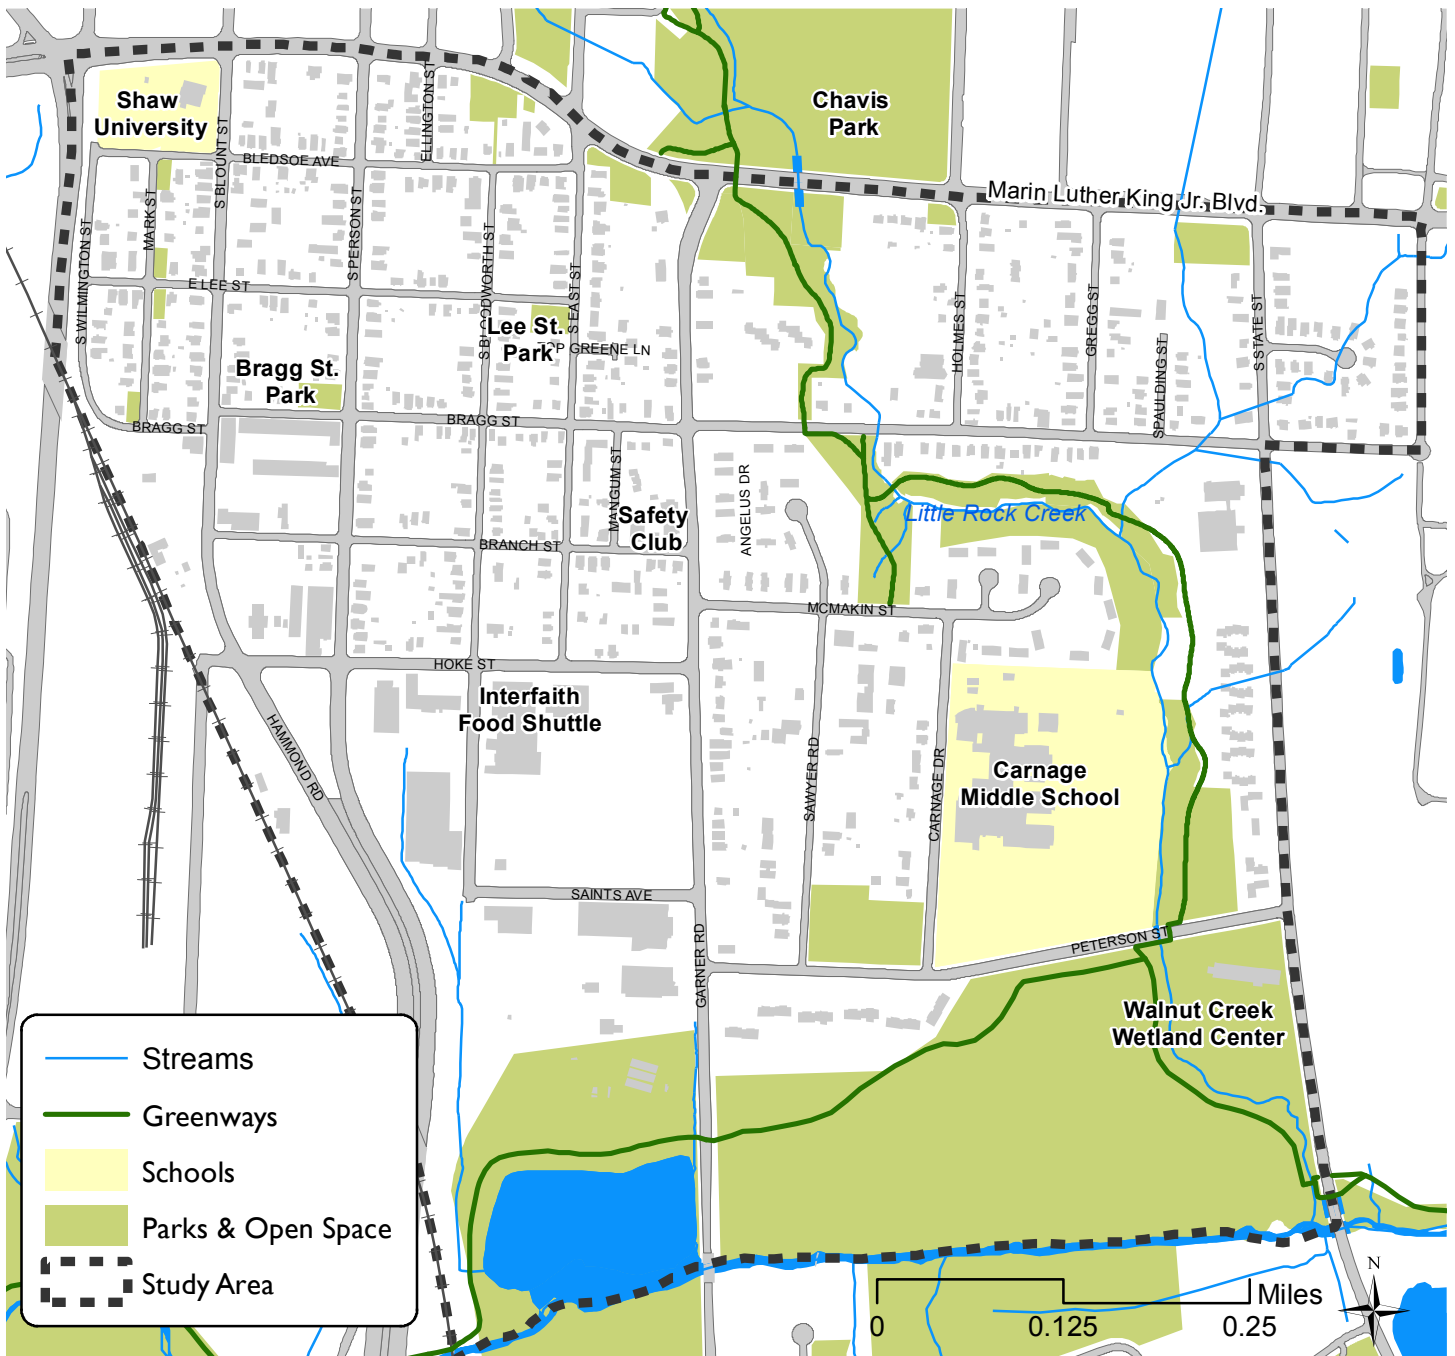 Shaw
University
Chavis
Park
ELLINGTON ST
S BLOUNT ST
BLEDSOE AVE
Marin Luther King Jr. Blvd.
MARK ST
S WILMINGTON ST
S PERSON ST
S BLOODWORTH ST
S EAST ST
E LEE ST
Lee St.
Park
TOP GREENE LN
HOLMES ST
GREGG ST
SPAULDING ST
S STATE ST
Bragg St.
Park
BRAGG ST
BRAGG ST
MANGUM ST
ANGELUS DR
Safety
Club
Little Rock Creek
BRANCH ST
MCMAKIN ST
HOKE ST
Interfaith
Food Shuttle
HAMMOND RD
SAWYER RD
CARNAGE DR
Carnage
Middle School
SAINTS AVE
GARNER RD
PETERSON ST
Walnut Creek
Wetland Center
Streams
Greenways
Schools
Parks & Open Space
Study Area
N
Miles
0
0.125
0.25